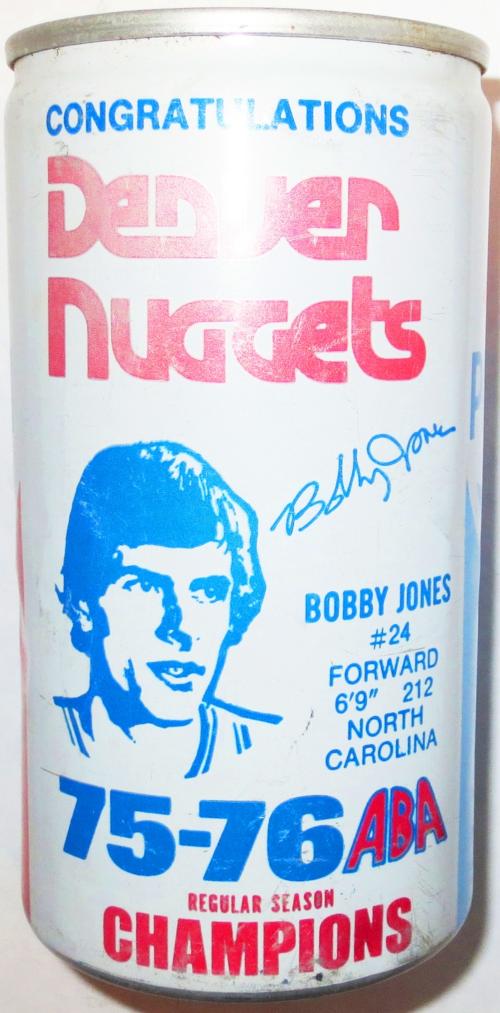 CONGRATULATIONS
Denver
Nuggets
Bobby Jones
BOBBY JONES
#24
FORWARD
6'9" 212
NORTH
CAROLINA
75-76 ABA
REGULAR SEASON
CHAMPIONS